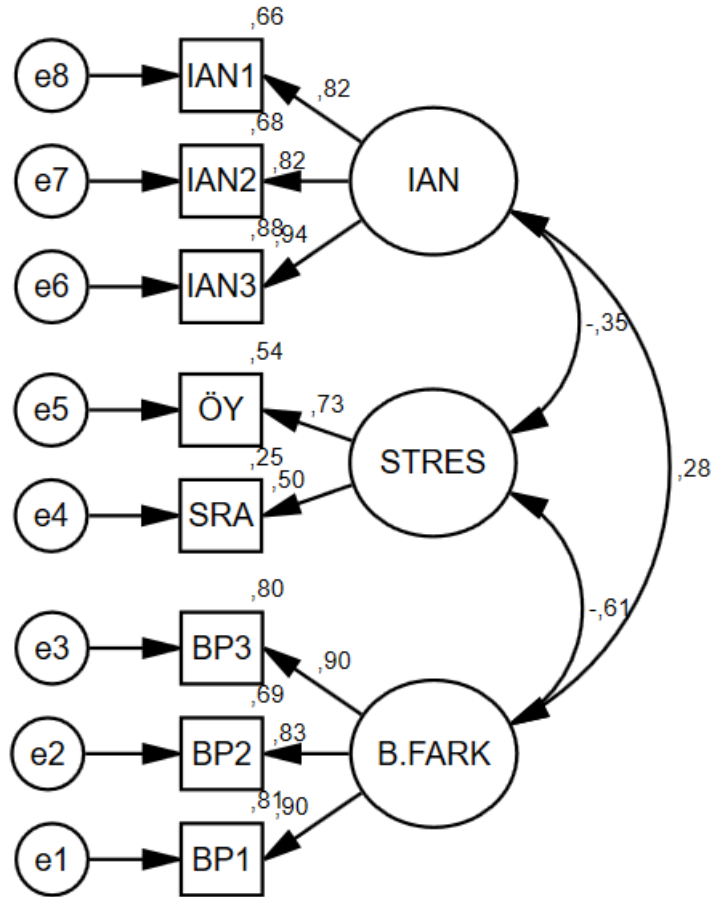 ,66
e8
IAN1
,82
,68
e7
IAN2
,82
IAN
,88
,94
e6
IAN3
-,35
,54
e5
ÖY
,73
STRES
,25
,50
e4
SRA
,28
,80
e3
BP3
,90
-,61
,69
e2
BP2
,83
B.FARK
,81
,90
e1
BP1